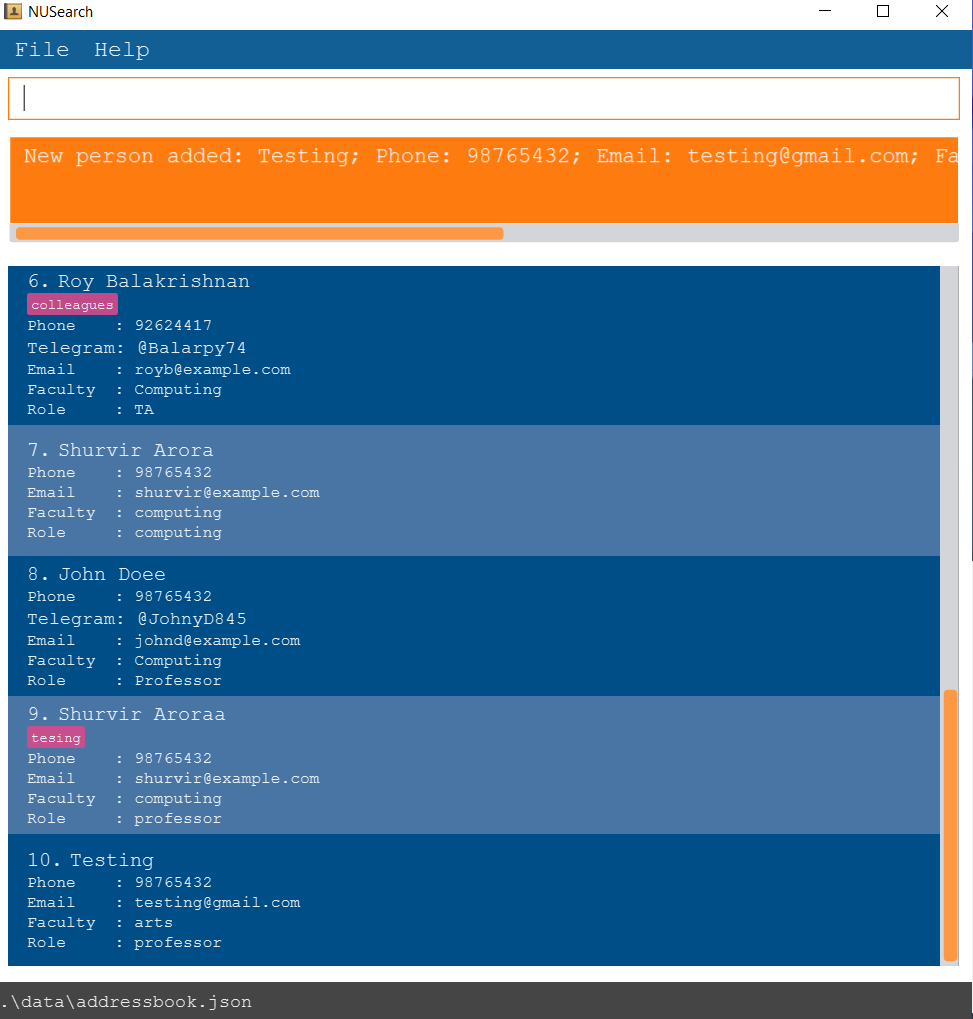 NUSearch
File Help
New person added: Testing; Phone: 98765432; Email: testing@gmail.com; Fa
6. Roy Balakrishnan
colleagues
Phone : 92624417
Telegram: @Balarpy74
Email : royb@example.com
Faculty : Computing
Role : TA
7. Shurvir Arora
Phone : 98765432
Email : shurvir@example.com
Faculty : computing
Role : computing
8. John Doee
Phone : 98765432
Telegram: @JohnyD845
Email : johnd@example.com
Faculty : Computing
Role : Professor
9. Shurvir Aroraa
tesing
Phone : 98765432
Email : shurvir@example.com
Faculty : computing
Role : professor
10. Testing
Phone : 98765432
Email : testing@gmail.com
Faculty : arts
Role : professor
.\data\addressbook.json